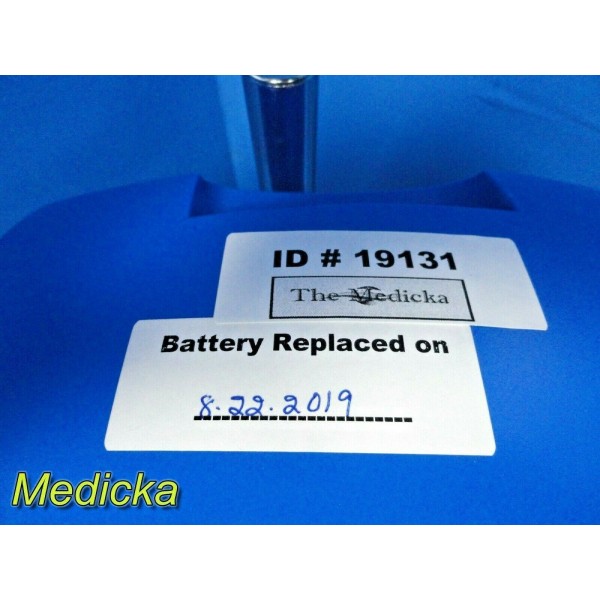 ID # 19131
The Medicka
Battery Replaced on
8.22.2019
Medicka